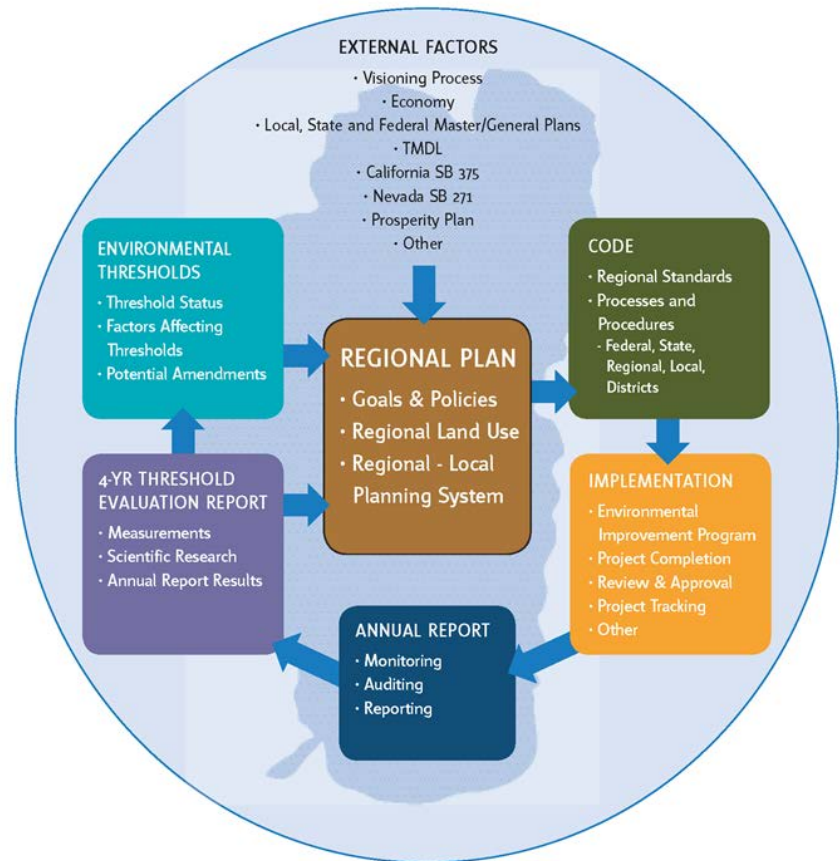 EXTERNAL FACTORS
· Visioning Process
· Economy
· Local, State and Federal Master/General Plans
· TMDL
· California SB 375
· Nevada SB 271
· Prosperity Plan
· Other
ENVIRONMENTAL
THRESHOLDS
· Threshold Status
· Factors Affecting
Thresholds
· Potential Amendments
REGIONAL PLAN
· Goals & Policies
· Regional Land Use
· Regional - Local
Planning System
CODE
· Regional Standards
· Processes and
Procedures
- Federal, State,
Regional, Local,
Districts
4-YR THRESHOLD
EVALUATION REPORT
· Measurements
· Scientific Research
· Annual Report Results
IMPLEMENTATION
· Environmental
Improvement Program
· Project Completion
· Review & Approval
· Project Tracking
· Other
ANNUAL REPORT
· Monitoring
· Auditing
· Reporting